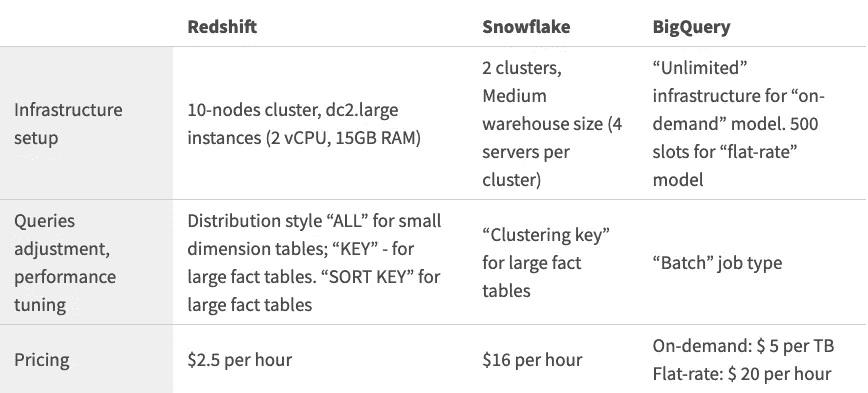 Redshift
Snowflake
BigQuery
Infrastructure
setup
10-nodes cluster, dc2.large
instances (2 vCPU, 15GB RAM)
2 clusters,
Medium
warehouse size (4
servers per
cluster)
“Unlimited”
infrastructure for “on-
demand” model. 500
slots for “flat-rate”
model
Queries
adjustment,
performance
tuning
Distribution style “ALL” for small
dimension tables; “KEY” - for
large fact tables. “SORT KEY” for
large fact tables
“Clustering key”
for large fact
tables
“Batch” job type
Pricing
$2.5 per hour
$16 per hour
On-demand: $ 5 per TB
Flat-rate: $ 20 per hour